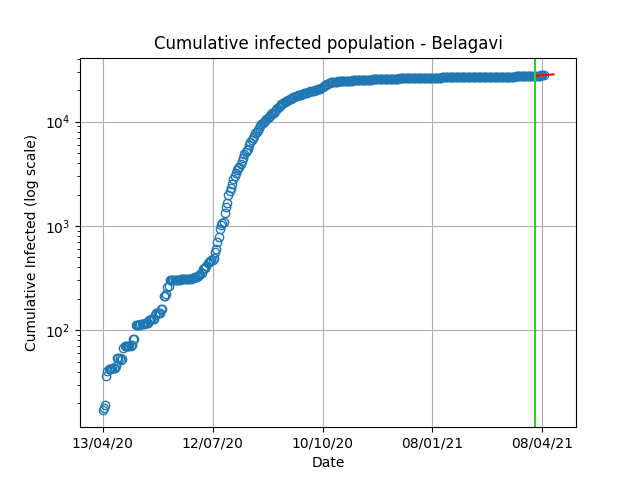 Cumulative infected population - Belagavi
Cumulative Infected (log scale)
10^4
10^3
10^2
13/04/20 12/07/20 10/10/20 08/01/21 08/04/21
Date